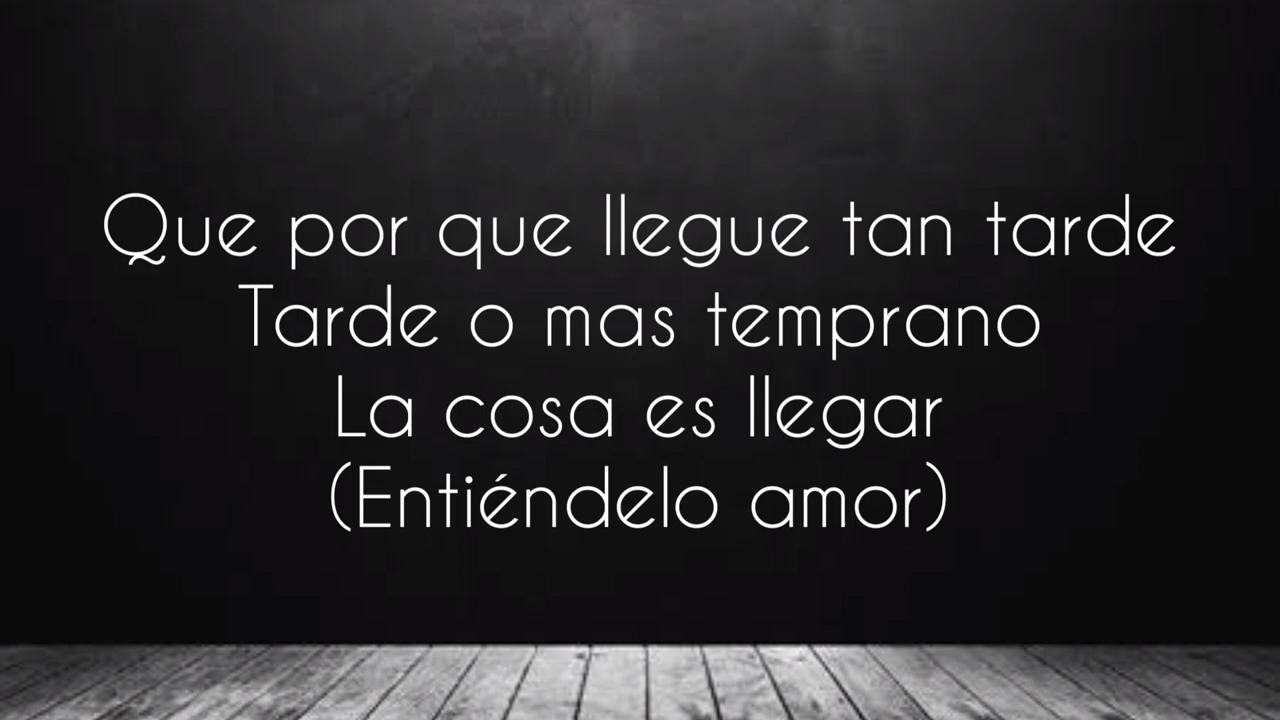 Que por que llegue tan tarde
Tarde o mas temprano
La cosa es llegar
(Entiéndelo amor)